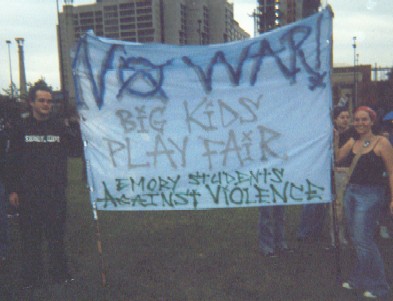 NO WAR!
BIG KIDS
PLAY FAIR
EMORY STUDENTS
AGAINST VIOLENCE